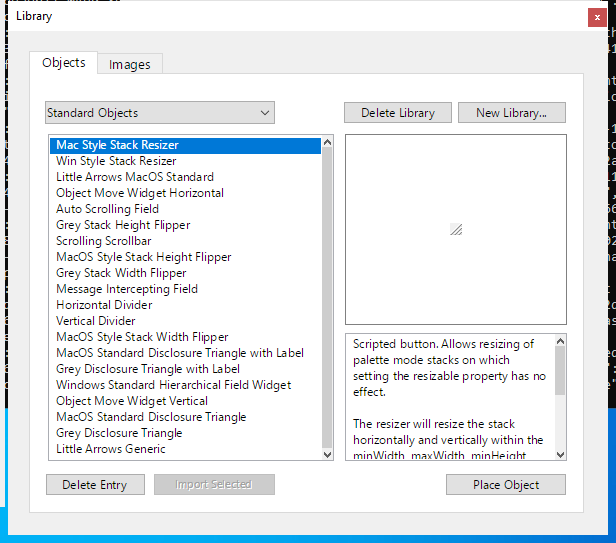 Library
x
Objects
Images
Standard Objects
Delete Library
New Library...
Mac Style Stack Resizer
Win Style Stack Resizer
Little Arrows MacOS Standard
Object Move Widget Horizontal
Auto Scrolling Field
Grey Stack Height Flipper
Scrolling Scrollbar
MacOS Style Stack Height Flipper
Grey Stack Width Flipper
Message Intercepting Field
Horizontal Divider
Vertical Divider
MacOS Style Stack Width Flipper
MacOS Standard Disclosure Triangle with Label
Grey Disclosure Triangle with Label
Windows Standard Hierarchical Field Widget
Object Move Widget Vertical
MacOS Standard Disclosure Triangle
Grey Disclosure Triangle
Little Arrows Generic
Scripted button. Allows resizing of
palette mode stacks on which
setting the resizable property has no
effect.
The resizer will resize the stack
horizontally and vertically within the
minWidth, maxWidth, minHeight,
Delete Entry
Import Selected
Place Object